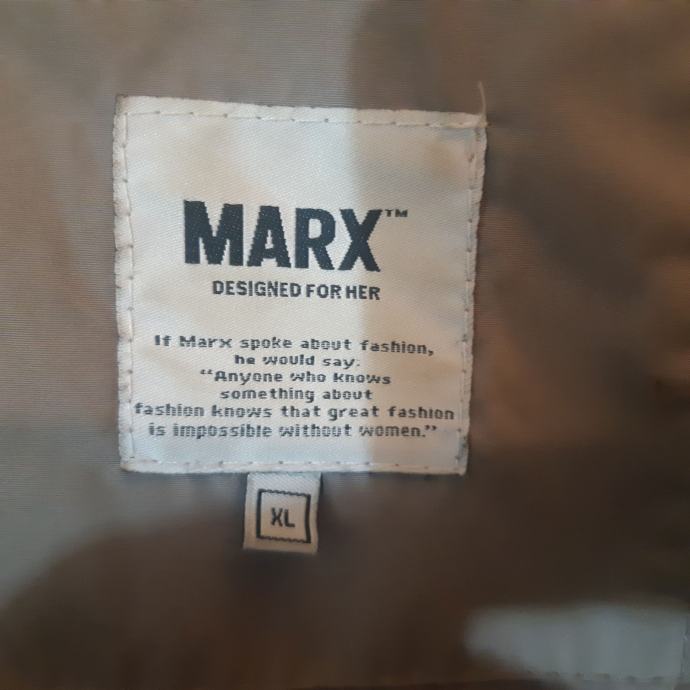 MARX™
DESIGNED FOR HER
If Marx spoke about fashion,
he would say:
“Anyone who knows
something about
fashion knows that great fashion
is impossible without women.”
XL